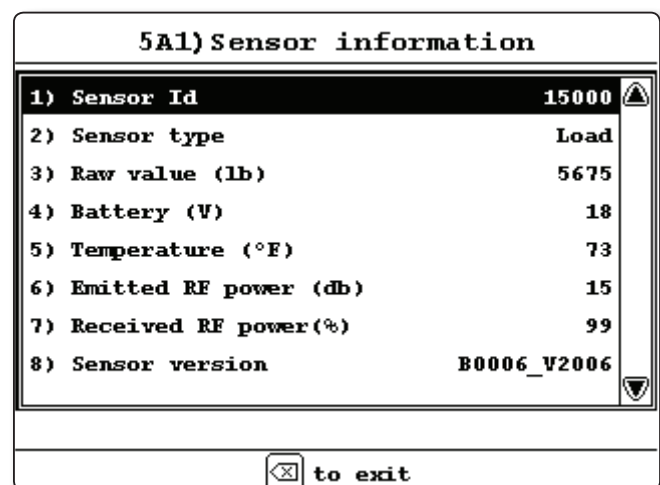 5A1) Sensor information
1) Sensor Id 15000
2) Sensor type Load
3) Raw value (lb) 5675
4) Battery (V) 18
5) Temperature (°F) 73
6) Emitted RF power (db) 15
7) Received RF power(%) 99
8) Sensor version B0006_V2006
to exit